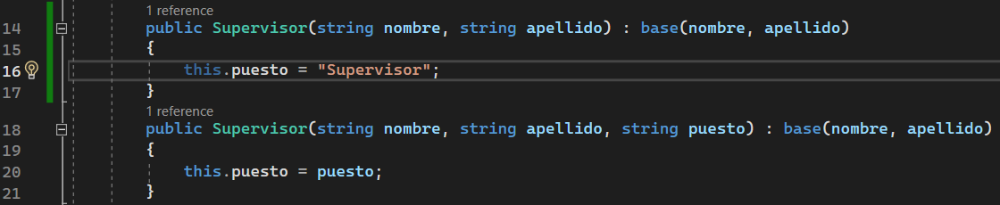 1 reference
14 public Supervisor(string nombre, string apellido) : base(nombre, apellido)
15 {
16 this.puesto = "Supervisor";
17 }
1 reference
18 public Supervisor(string nombre, string apellido, string puesto) : base(nombre, apellido)
19 {
20 this.puesto = puesto;
21 }